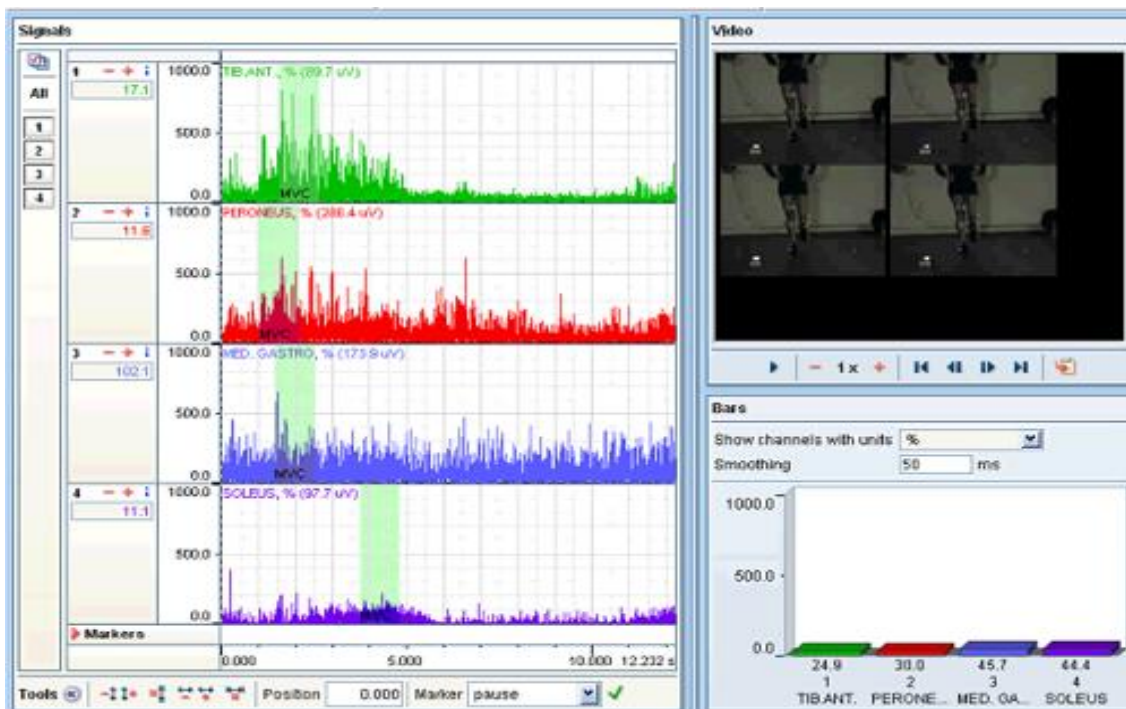 Signals
All
1
2
3
4
1
17.1
1000.0
500.0
0.0
TIB.ANT., % (89.7 uV)
MVC
2
11.6
1000.0
500.0
0.0
PERONEUS, % (286.4 uV)
MVC
3
102.1
1000.0
500.0
0.0
MED. GASTRO, % (173.9 uV)
MVC
4
11.1
1000.0
500.0
0.0
SOLEUS, % (97.7 uV)
Markers
0.000 5.000 10.000 12.232 s
Tools Position 0.000 Marker pause
Video
1 x
Bars
Show channels with units %
Smoothing 50 ms
1000.0
500.0
0.0
24.9 30.0 45.7 44.4
1 2 3 4
TIB.ANT. PERONE... MED. GA... SOLEUS